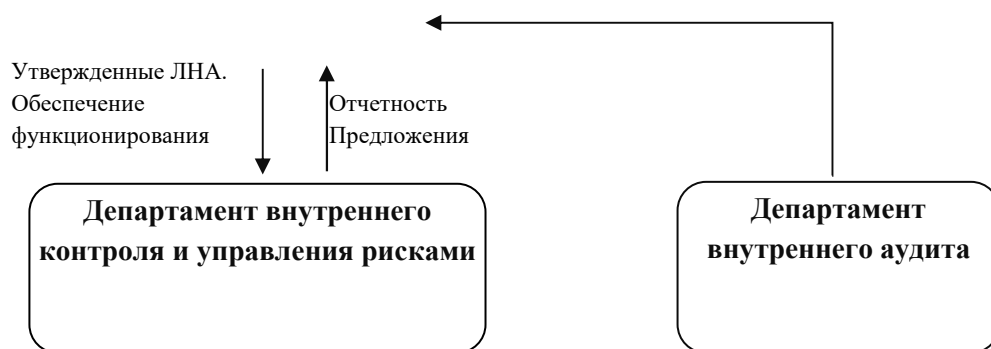 Утвержденные ЛНА.
Обеспечение
функционирования
Отчетность
Предложения
Департамент внутреннего
контроля и управления рисками
Департамент
внутреннего аудита